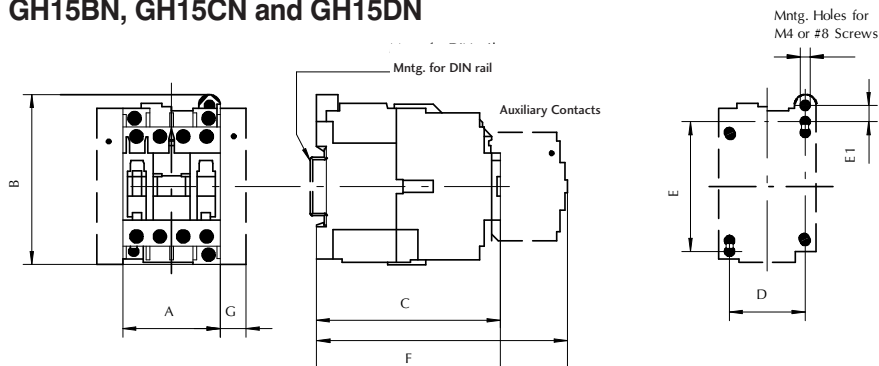 GH15BN, GH15CN and GH15DN
Mntg. Holes for
M4 or #8 Screws
Mntg. for DIN rail
Auxiliary Contacts
B
E
E1
A
G
C
D
F